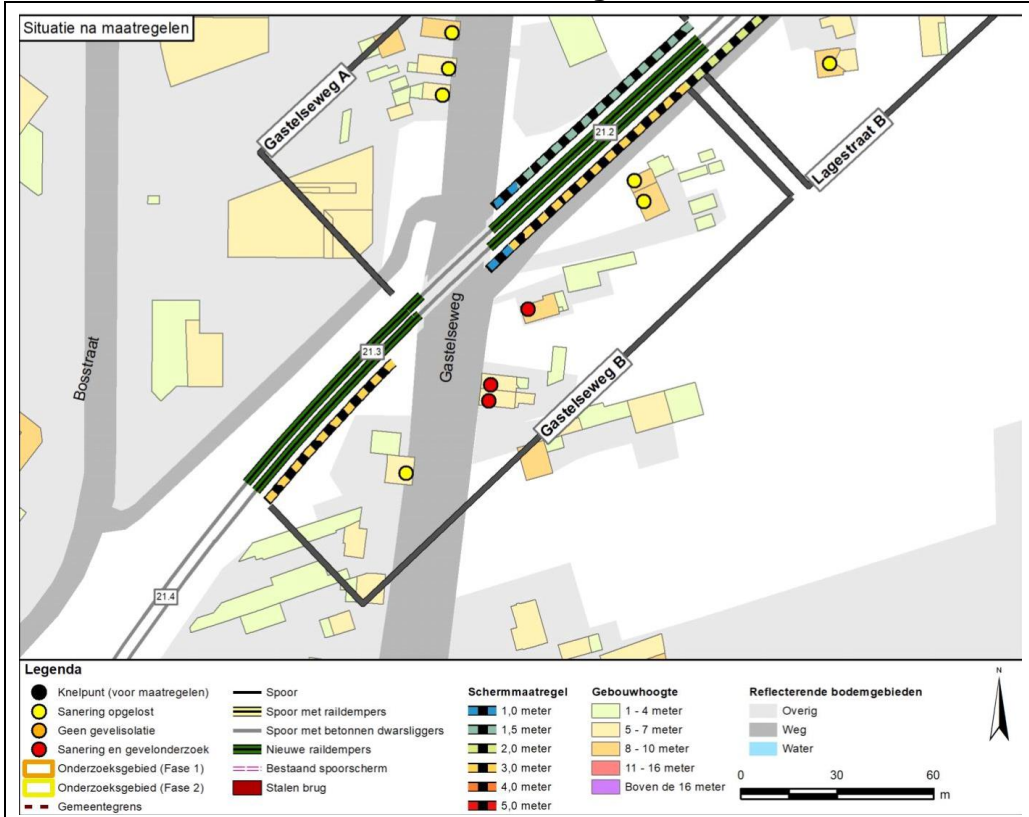 Situatie na maatregelen
Gastelseweg A
21.2
Lagestraat B
Bosstraat
21.3
Gastelseweg
Gastelseweg B
21.4
Legenda
Knelpunt (voor maatregelen)
Sanering opgelost
Geen gevelisolatie
Sanering en gevelonderzoek
Onderzoeksgebied (Fase 1)
Onderzoeksgebied (Fase 2)
Gemeentegrens
Spoor
Spoor met raildempers
Spoor met betonnen dwarsliggers
Nieuwe raildempers
Bestaand spoorscherm
Stalen brug
Schermmaatregel
1,0 meter
1,5 meter
2,0 meter
3,0 meter
4,0 meter
5,0 meter
Gebouwhoogte
1 - 4 meter
5 - 7 meter
8 - 10 meter
11 - 16 meter
Boven de 16 meter
Reflecterende bodemgebieden
Overig
Weg
Water
N
0 30 60
m